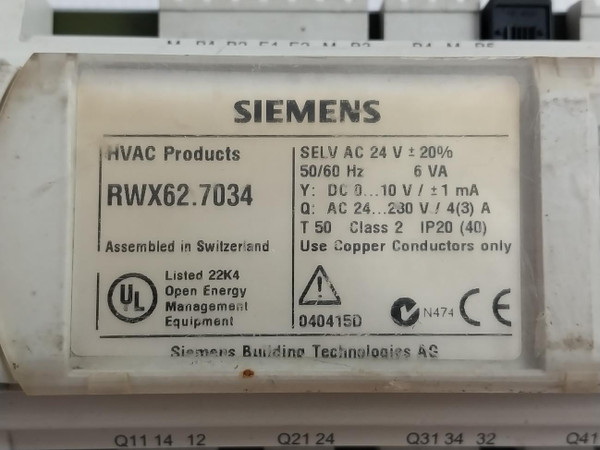 SIEMENS
HVAC Products
RWX62.7034
Assembled in Switzerland
UL
Listed 22K4
Open Energy
Management
Equipment
SELV AC 24 V ± 20%
50/60 Hz 6 VA
Y: DC 0...10 V / ± 1 mA
Q: AC 24...230 V / 4(3) A
T 50 Class 2 IP20 (40)
Use Copper Conductors only
040415D
N474 CE
Siemens Building Technologies AG
Q11 14 12 Q21 24 Q31 34 32 Q41